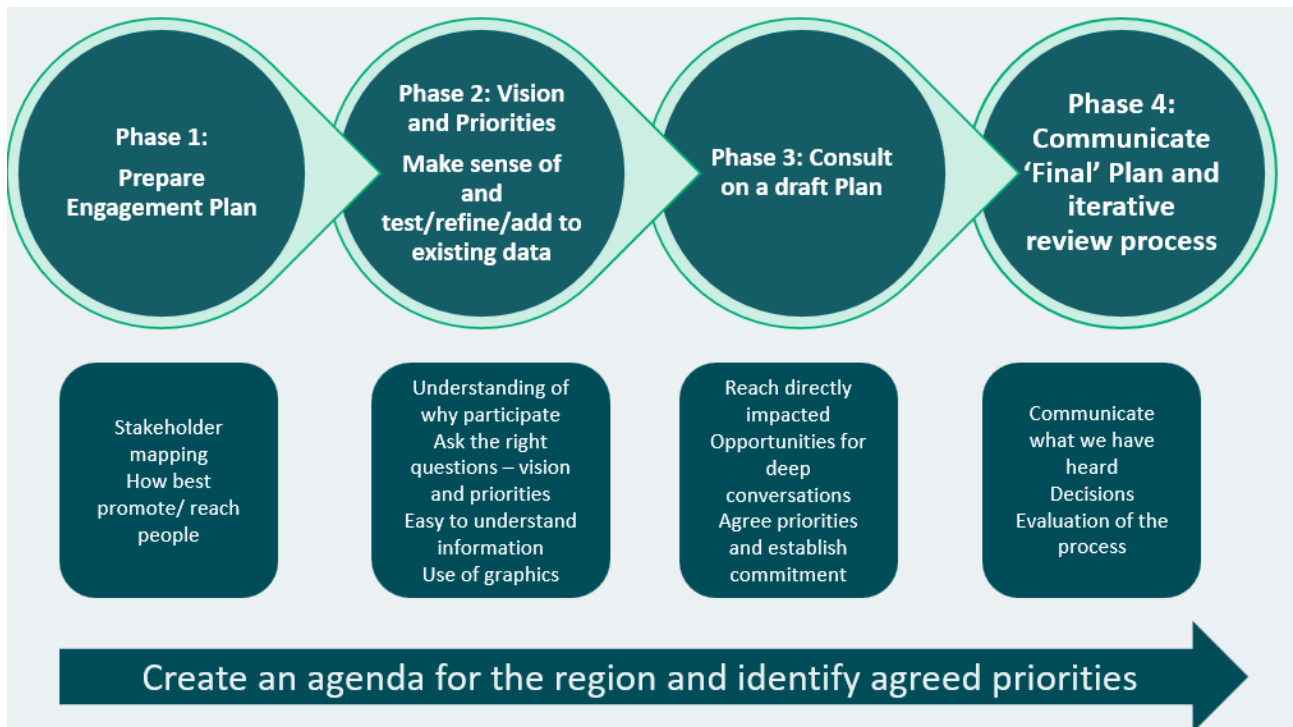 Phase 1:
Prepare
Engagement Plan
Phase 2: Vision
and Priorities
Make sense of
and
test/refine/add to
existing data
Phase 3: Consult
on a draft Plan
Phase 4:
Communicate
‘Final’ Plan and
iterative
review process
Stakeholder
mapping
How best
promote/ reach
people
Understanding of
why participate
Ask the right
questions – vision
and priorities
Easy to understand
information
Use of graphics
Reach directly
impacted
Opportunities for
deep
conversations
Agree priorities
and establish
commitment
Communicate
what we have
heard
Decisions
Evaluation of the
process
Create an agenda for the region and identify agreed priorities